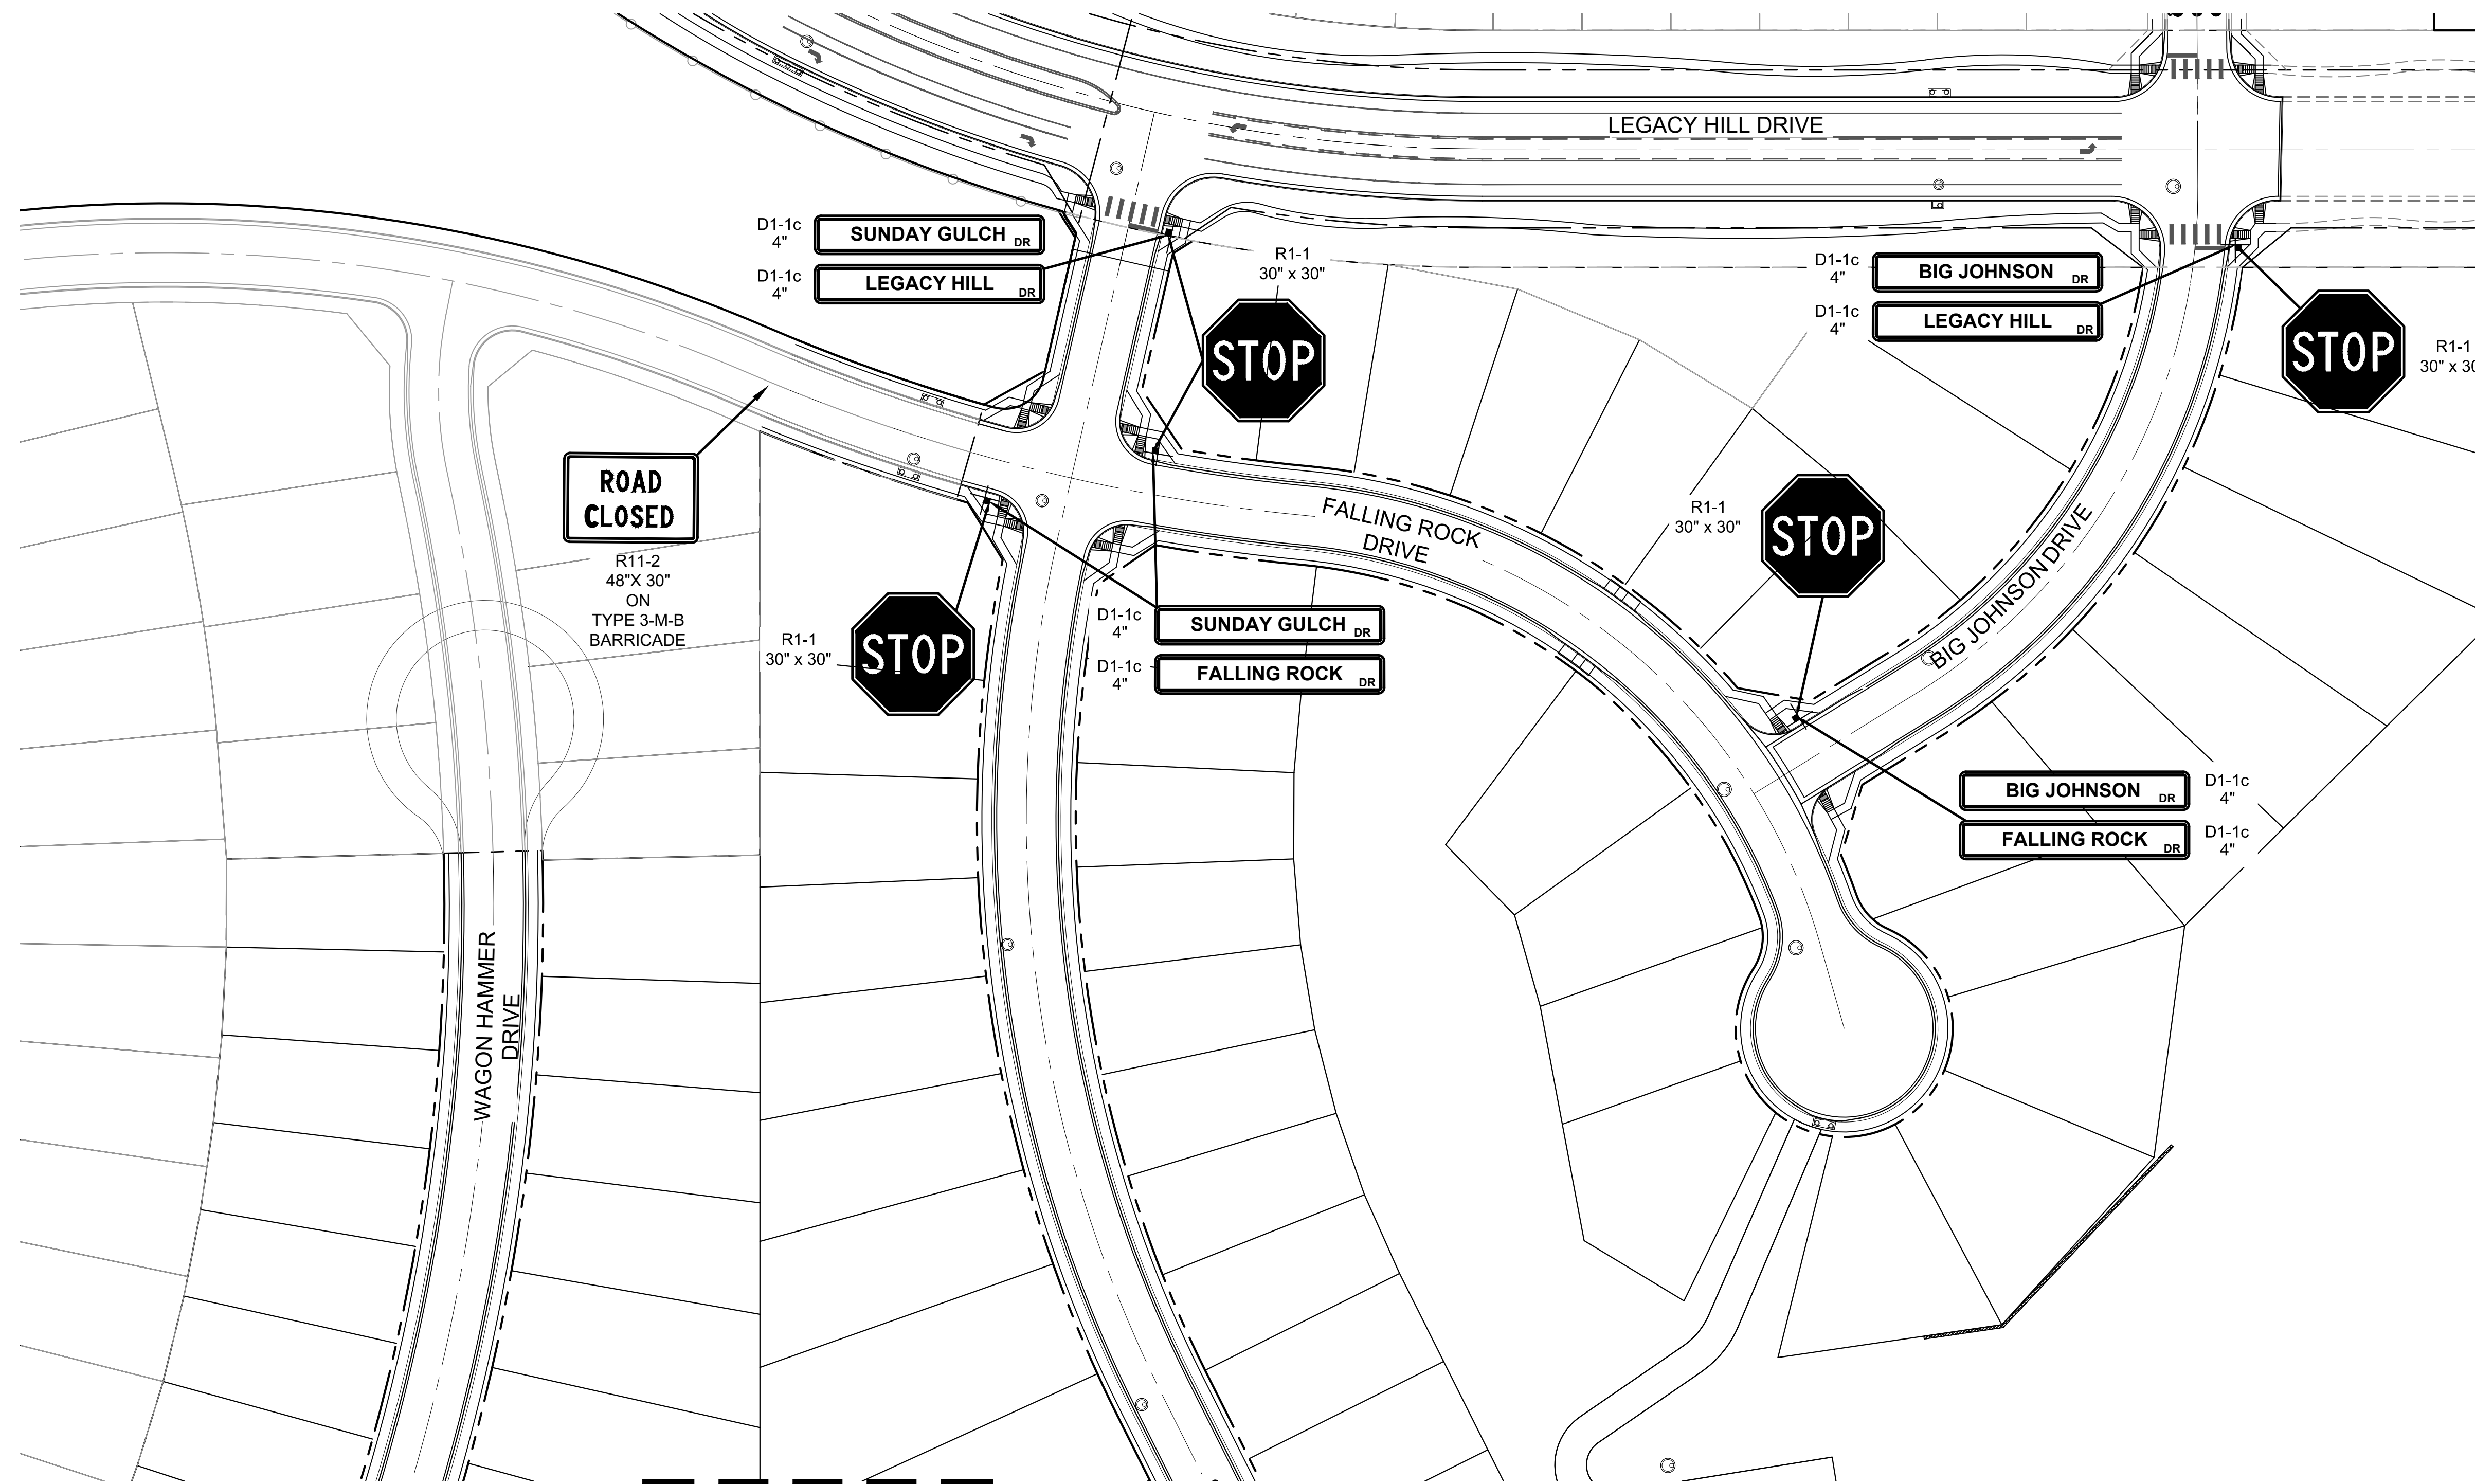 LEGACY HILL DRIVE
D1-1c
4"
SUNDAY GULCH DR
D1-1c
4"
LEGACY HILL DR
R1-1
30" x 30"
STOP
D1-1c
4"
BIG JOHNSON DR
D1-1c
4"
LEGACY HILL DR
STOP
R1-1
30" x 30
ROAD
CLOSED
R11-2
48"X 30"
ON
TYPE 3-M-B
BARRICADE
FALLING ROCK
DRIVE
R1-1
30" x 30"
STOP
BIG JOHNSON DRIVE
R1-1
30" x 30"
STOP
D1-1c
4"
SUNDAY GULCH DR
D1-1c
4"
FALLING ROCK DR
BIG JOHNSON DR
D1-1c
4"
FALLING ROCK DR
D1-1c
4"
WAGON HAMMER
DRIVE